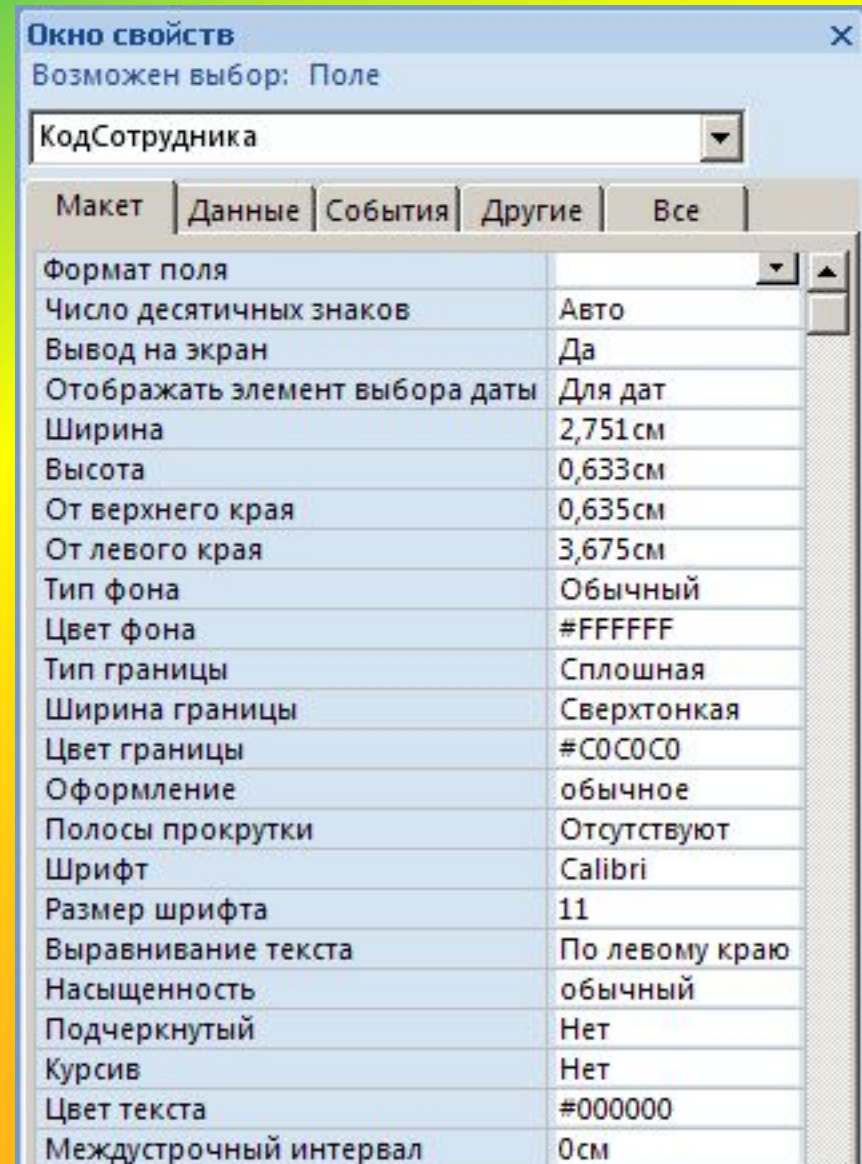 Окно свойств
Возможен выбор: Поле
КодСотрудника
Макет Данные События Другие Все
Формат поля
Число десятичных знаков Авто
Вывод на экран Да
Отображать элемент выбора даты Для дат
Ширина 2,751см
Высота 0,633см
От верхнего края 0,635см
От левого края 3,675см
Тип фона Обычный
Цвет фона #FFFFFF
Тип границы Сплошная
Ширина границы Сверхтонкая
Цвет границы #C0C0C0
Оформление обычное
Полосы прокрутки Отсутствуют
Шрифт Calibri
Размер шрифта 11
Выравнивание текста По левому краю
Насыщенность обычный
Подчеркнутый Нет
Курсив Нет
Цвет текста #000000
Междустрочный интервал 0см